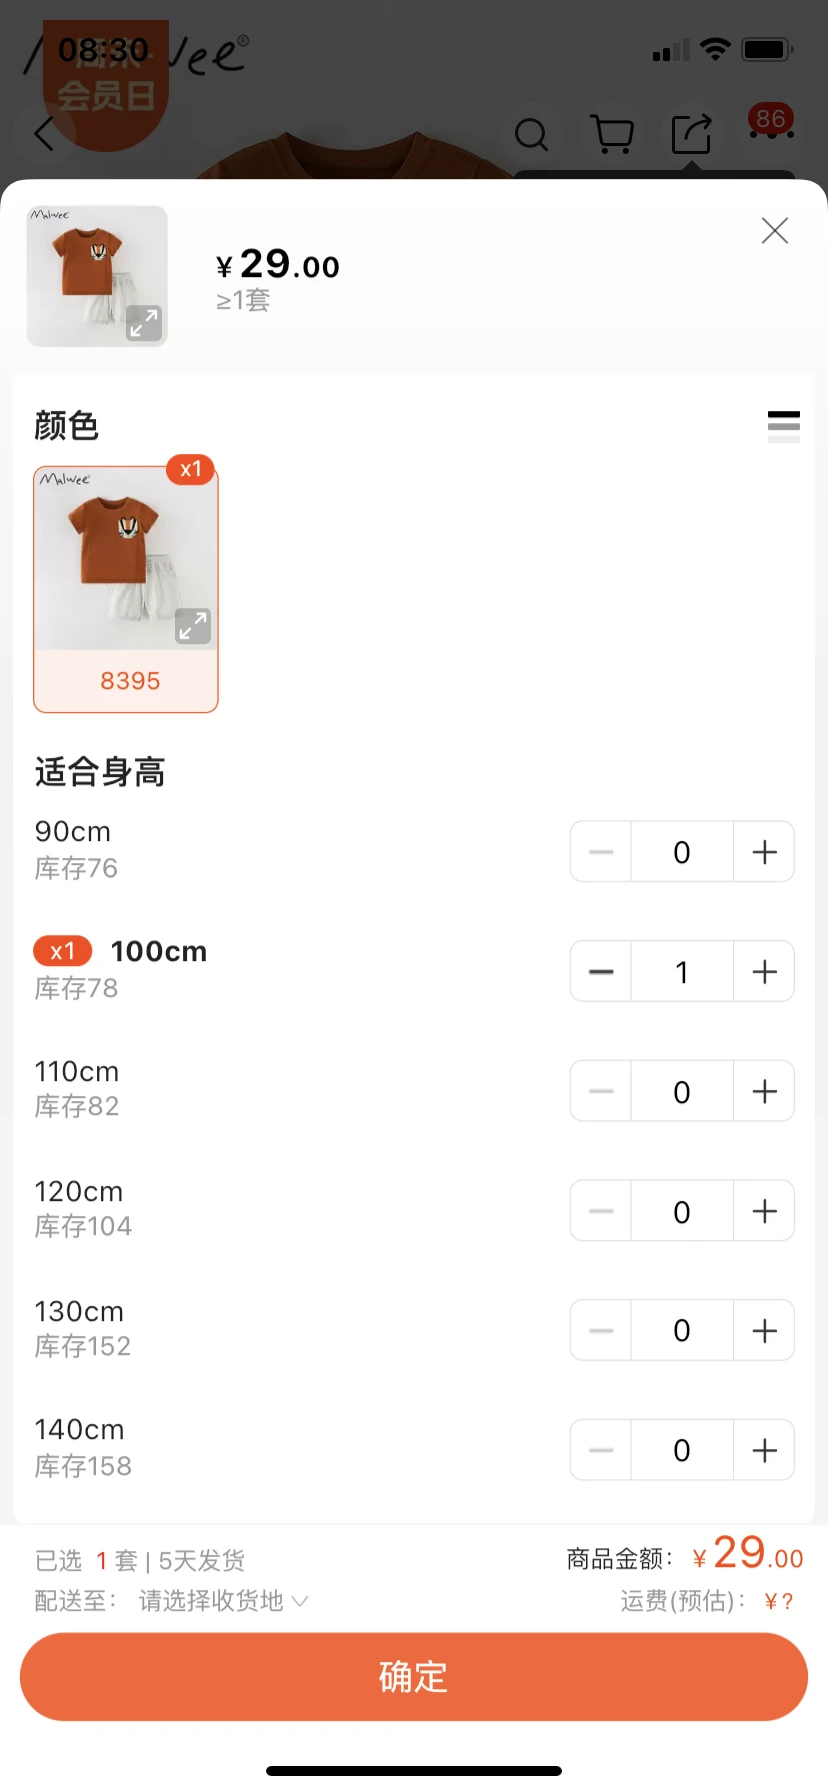 08:30
Malwee®
会员日
86
Malwee
¥29.00
≥1套
颜色
x1
Malwee
8395
适合身高
90cm
库存76
0
x1 100cm
库存78
1
110cm
库存82
0
120cm
库存104
0
130cm
库存152
0
140cm
库存158
0
已选 1 套 | 5天发货
商品金额： ¥29.00
配送至： 请选择收货地
运费(预估)： ¥?
确定